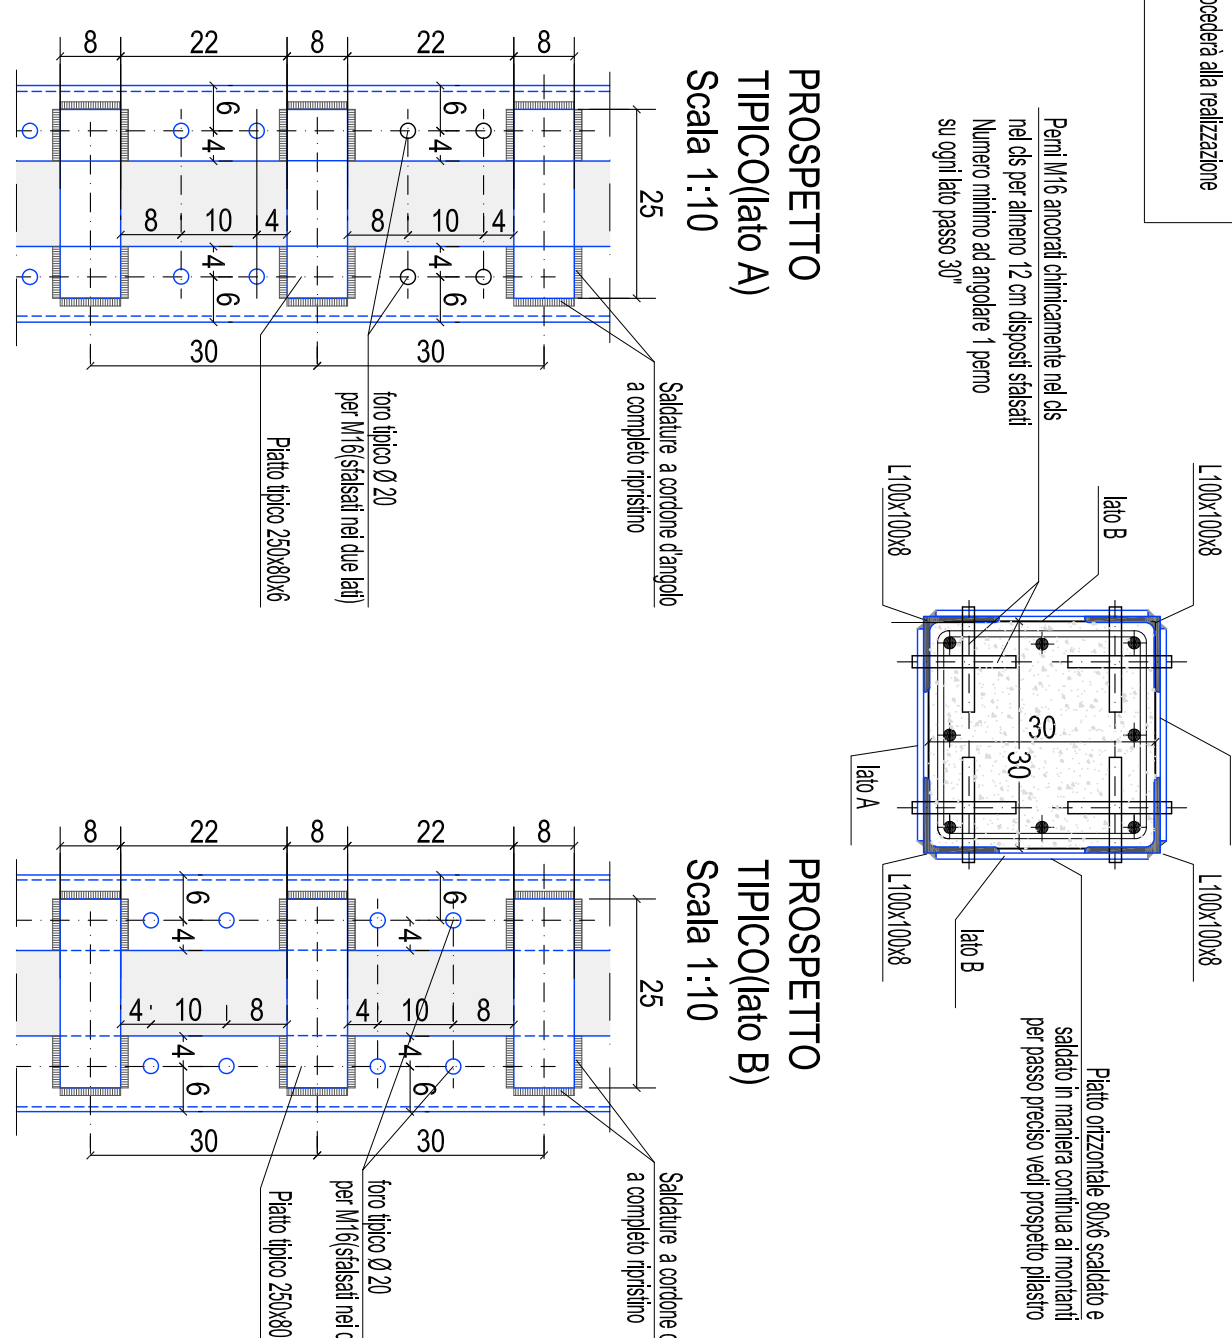 ocederà alla realizzazione
Perni M16 ancorati chimicamente nel cls
nel cls per almeno 12 cm disposti sfalsati
Numero minimo ad angolare 1 perno
su ogni lato passo 30"
L100x100x8
L100x100x8
lato B
30
30
lato A
L100x100x8
L100x100x8
lato B
Piatto orizzontale 80x6 scaldato e
saldato in maniera continua ai montanti
per passo preciso vedi prospetto pilastro
PROSPETTO
TIPICO(lato A)
Scala 1:10
8 22 8 22 8
6 6
4 4
25
8 10 4 8 10 4
4 4
6 6
30 30
Saldature a cordone d'angolo
a completo ripristino
foro tipico Ø 20
per M16(sfalsati nei due lati)
Piatto tipico 250x80x6
PROSPETTO
TIPICO(lato B)
Scala 1:10
8 22 8 22 8
6 6
4 4
25
4 10 8 4 10 8
4 4
6 6
30 30
Saldature a cordone d
a completo ripristino
foro tipico Ø 20
per M16(sfalsati nei d
Piatto tipico 250x80